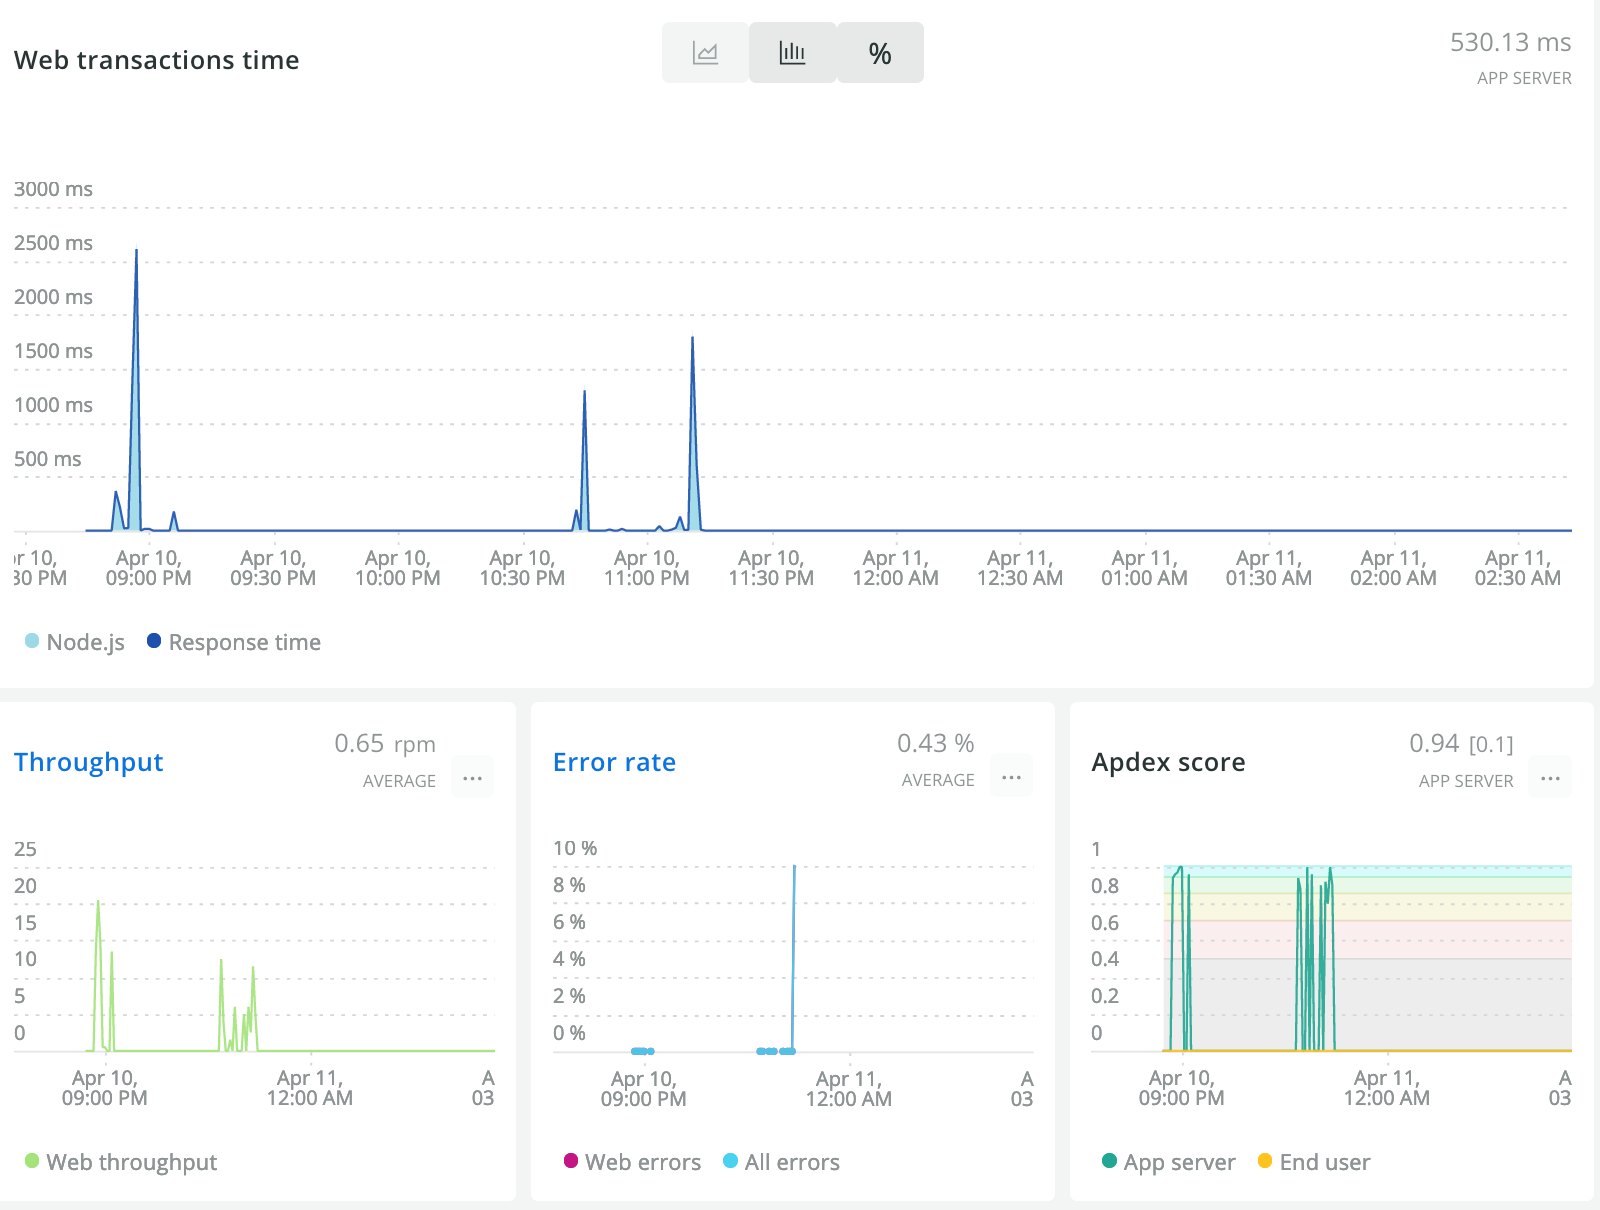 Web transactions time
%
530.13 ms
APP SERVER
3000 ms
2500 ms
2000 ms
1500 ms
1000 ms
500 ms
10, Apr 10, Apr 10, Apr 10, Apr 10, Apr 10, Apr 10, Apr 11, Apr 11, Apr 11, Apr 11, Apr 11, Apr 11,
30 PM 09:00 PM 09:30 PM 10:00 PM 10:30 PM 11:00 PM 11:30 PM 12:00 AM 12:30 AM 01:00 AM 01:30 AM 02:00 AM 02:30 AM
Node.js Response time
Throughput
0.65 rpm
AVERAGE
25
20
15
10
5
0
Apr 10, Apr 11, A
09:00 PM 12:00 AM 03
Web throughput
Error rate
0.43 %
AVERAGE
10 %
8 %
6 %
4 %
2 %
0 %
Apr 10, Apr 11, A
09:00 PM 12:00 AM 03
Web errors All errors
Apdex score
0.94 [0.1]
APP SERVER
1
0.8
0.6
0.4
0.2
0
Apr 10, Apr 11, A
09:00 PM 12:00 AM 03
App server End user